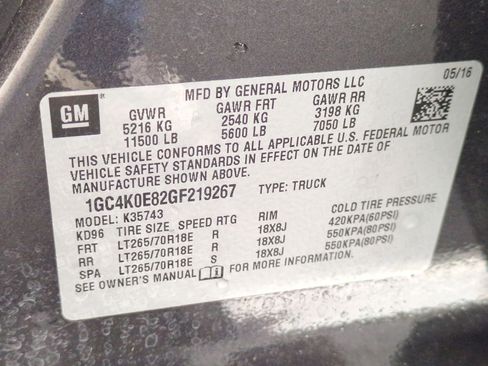 GM
MFD BY GENERAL MOTORS LLC 05/16
GVWR GAWR FRT GAWR RR
5216 KG 2540 KG 3198 KG
11500 LB 5600 LB 7050 LB
THIS VEHICLE CONFORMS TO ALL APPLICABLE U.S. FEDERAL MOTOR
VEHICLE SAFETY STANDARDS IN EFFECT ON THE DATE OF
MANUFACTURE SHOWN ABOVE.
1GC4K0E82GF219267 TYPE: TRUCK
MODEL: K35743
KD96 TIRE SIZE SPEED RTG RIM COLD TIRE PRESSURE
FRT LT265/70R18E R 18X8J 420KPA(60PSI)
RR LT265/70R18E R 18X8J 550KPA(80PSI)
SPA LT265/70R18E S 18X8J 550KPA(80PSI)
SEE OWNER'S MANUAL FOR MORE INFORMATION.